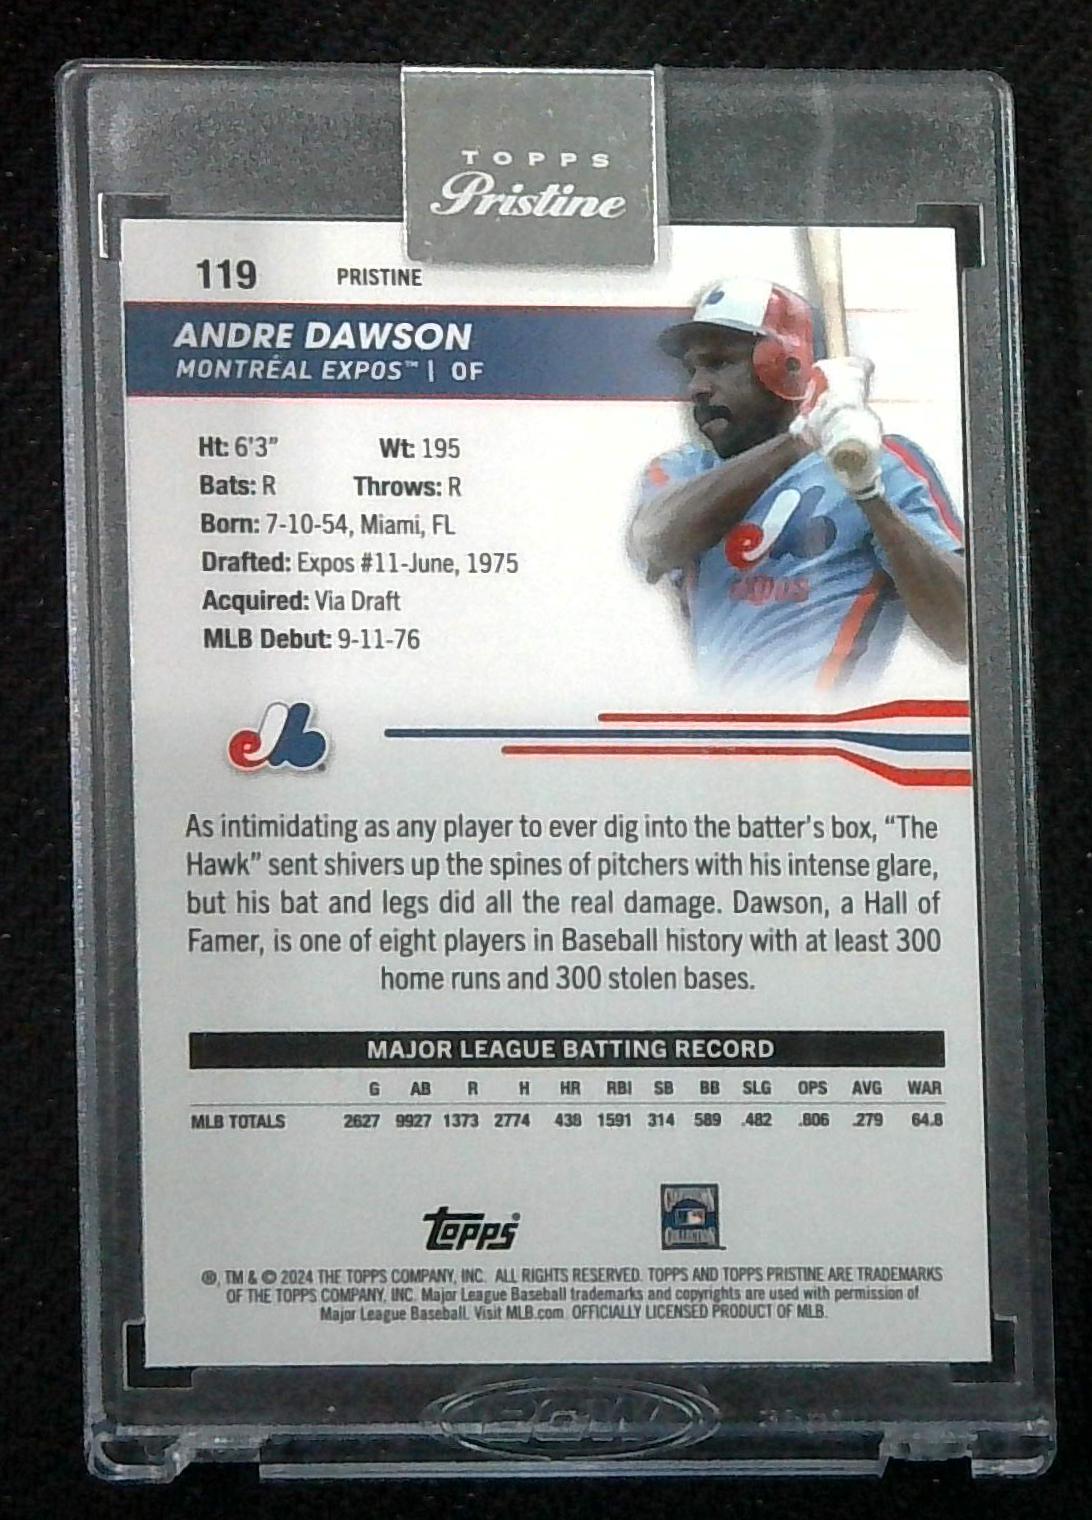 TOPPS
Pristine
119 PRISTINE
ANDRE DAWSON
MONTRÉAL EXPOS™ | OF
Ht: 6'3" Wt: 195
Bats: R Throws: R
Born: 7-10-54, Miami, FL
Drafted: Expos #11-June, 1975
Acquired: Via Draft
MLB Debut: 9-11-76
expos
As intimidating as any player to ever dig into the batter's box, “The
Hawk” sent shivers up the spines of pitchers with his intense glare,
but his bat and legs did all the real damage. Dawson, a Hall of
Famer, is one of eight players in Baseball history with at least 300
home runs and 300 stolen bases.
MAJOR LEAGUE BATTING RECORD
G AB R H HR RBI SB BB SLG OPS AVG WAR
MLB TOTALS 2627 9927 1373 2774 438 1591 314 589 .482 .806 .279 64.8
topps
COLLECTION
®, TM & © 2024 THE TOPPS COMPANY, INC. ALL RIGHTS RESERVED. TOPPS AND TOPPS PRISTINE ARE TRADEMARKS
OF THE TOPPS COMPANY, INC. Major League Baseball trademarks and copyrights are used with permission of
Major League Baseball. Visit MLB.com. OFFICIALLY LICENSED PRODUCT OF MLB.
BCW